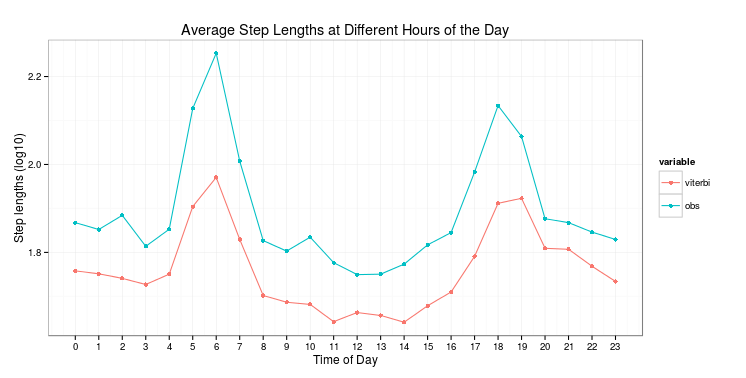 Average Step Lengths at Different Hours of the Day
Step lengths (log10)
2.2
2.0
1.8
0 1 2 3 4 5 6 7 8 9 10 11 12 13 14 15 16 17 18 19 20 21 22 23
Time of Day
variable
viterbi
obs